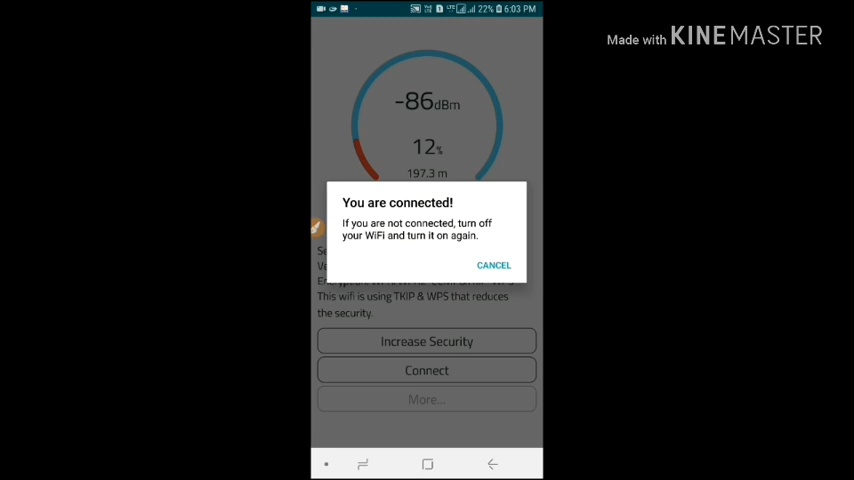 22% 6:03 PM
Made with KINEMASTER
-86dBm
12%
197.3 m
You are connected!
If you are not connected, turn off
your WiFi and turn it on again.
CANCEL
This wifi is using TKIP & WPS that reduces
the security.
Increase Security
Connect
More...